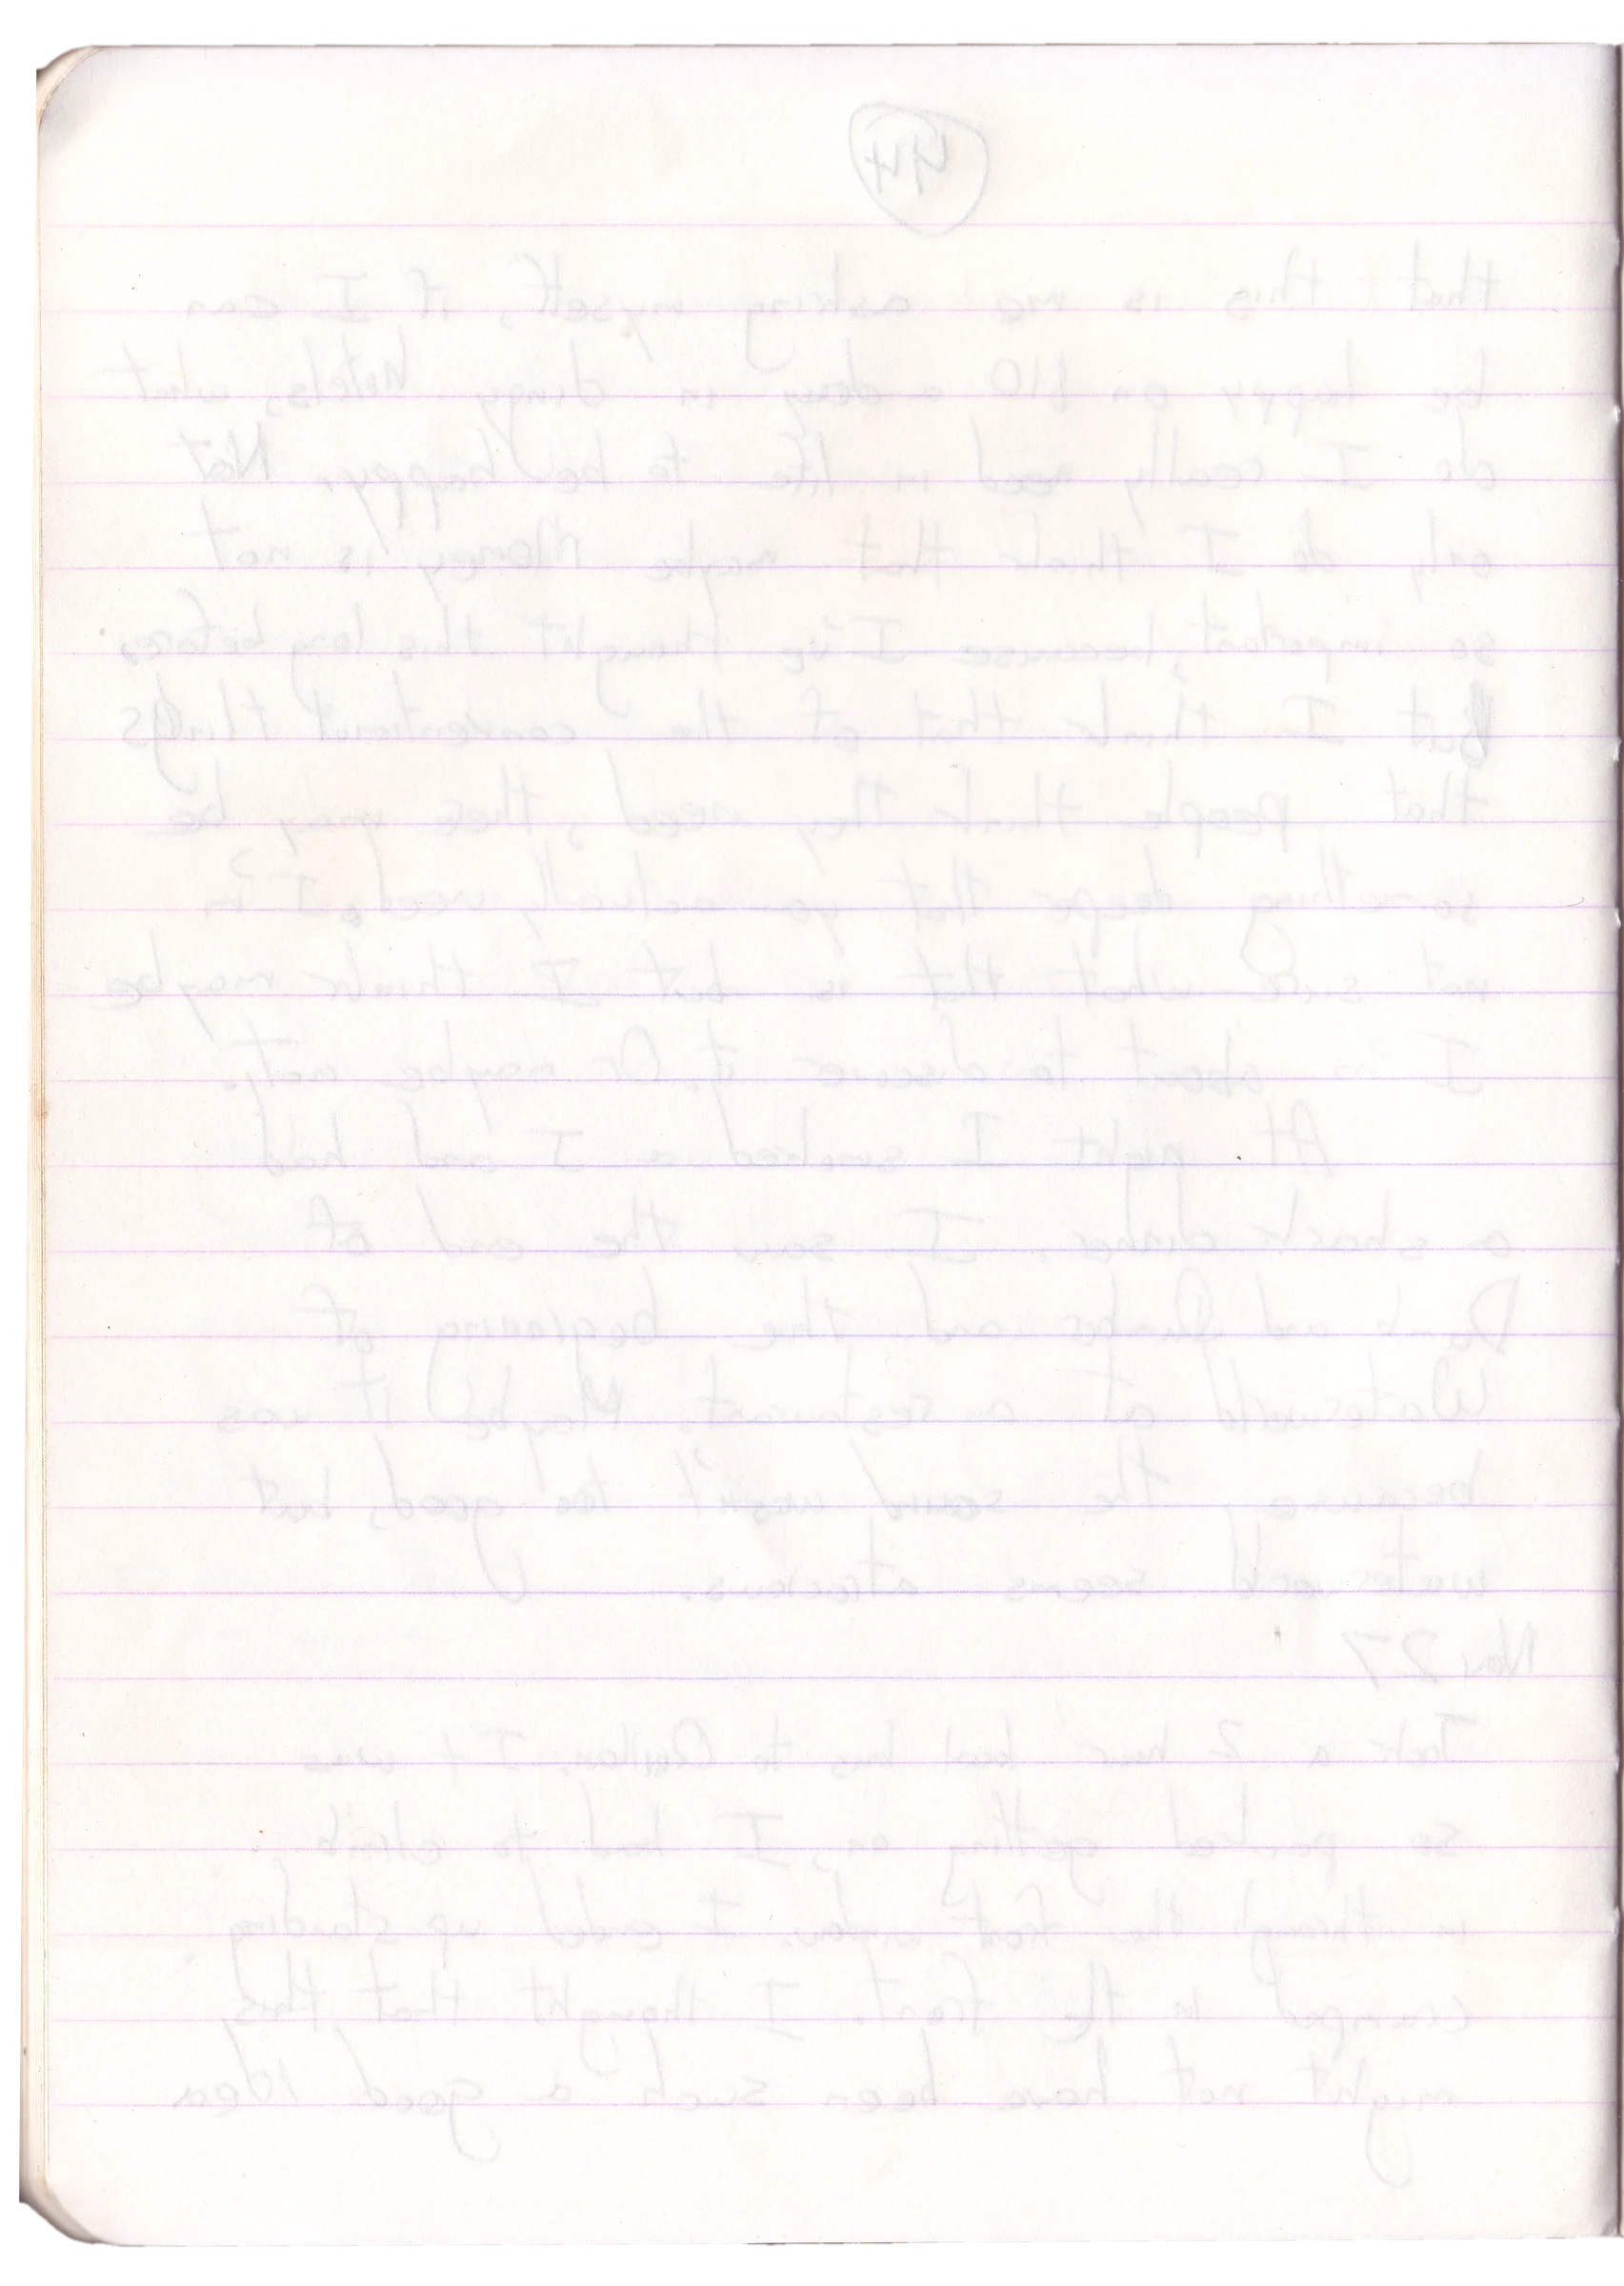 44
that this is me asking myself, if I can
be happy on $10 a day in dingy hotels, what
do I really need in life to be happy. Not
only do I think that maybe Money is not
so important, because I've thought this long before.
But I think that of the conventional things
that people think they need, there may be
something deeper that you actually need. I'm
not sure what that is but I think maybe
I'm about to discover it. Or maybe not.
At night I smoked a J and had
a shark dinner. I saw the end of
Dumb and Dumber and the beginning of
Waterworld at a restaurant. Maybe it was
because the sound wasn't too good, but
waterworld seems atrocious.
Nov 27
Took a 2 hour local bus to It was
so packed getting on, I had to climb
in through the front window. I ended up standing
cramped in the front. I thought that this
might not have been such a good idea